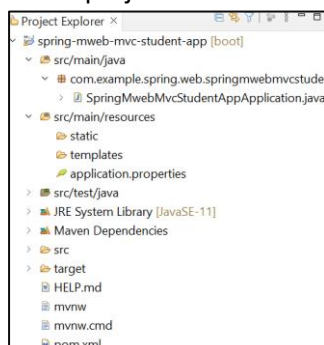 Project Explorer ×
spring-mweb-mvc-student-app [boot]
src/main/java
com.example.spring.web.springmwebmvcstude
SpringMwebMvcStudentAppApplication.java
src/main/resources
static
templates
application.properties
src/test/java
JRE System Library [JavaSE-11]
Maven Dependencies
src
target
HELP.md
mvnw
mvnw.cmd
pom.xml